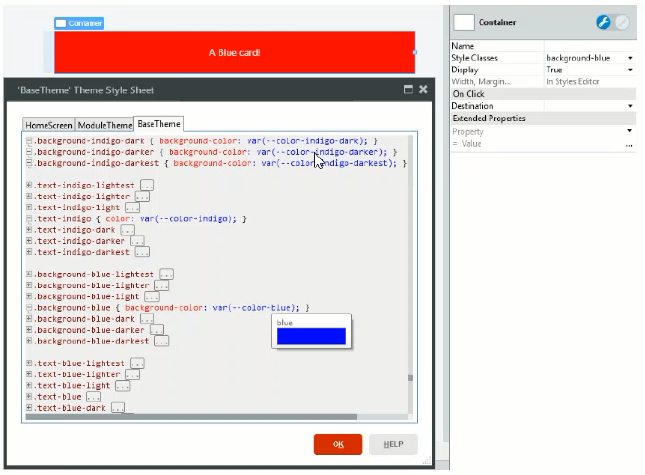 Container
A Blue card!
'BaseTheme' Theme Style Sheet
HomeScreen ModuleTheme BaseTheme
.background-indigo-dark { background-color: var(--color-indigo-dark); }
.background-indigo-darker { background-color: var(--color-indigo-darker); }
.background-indigo-darkest { background-color: var(--color-indigo-darkest); }
.text-indigo-lightest ...
.text-indigo-lighter ...
.text-indigo-light ...
.text-indigo { color: var(--color-indigo); }
.text-indigo-dark ...
.text-indigo-darker ...
.text-indigo-darkest ...
.background-blue-lightest ...
.background-blue-lighter ...
.background-blue-light ...
.background-blue { background-color: var(--color-blue); }
.background-blue-dark ...
.background-blue-darker ...
.background-blue-darkest ...
blue
.text-blue-lightest ...
.text-blue-lighter ...
.text-blue-light ...
.text-blue ...
.text-blue-dark ...
OK HELP
Container
Name
Style Classes background-blue
Display True
Width, Margin... In Styles Editor
On Click
Destination
Extended Properties
Property
= Value ...